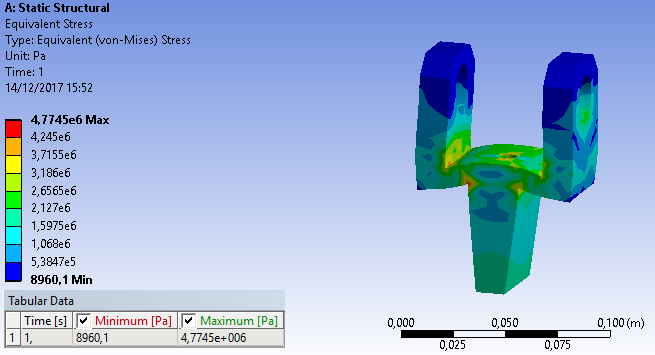 A: Static Structural
Equivalent Stress
Type: Equivalent (von-Mises) Stress
Unit: Pa
Time: 1
14/12/2017 15:52
4,7745e6 Max
4,245e6
3,7155e6
3,186e6
2,6565e6
2,127e6
1,5975e6
1,068e6
5,3847e5
8960,1 Min
Tabular Data
Time [s] Minimum [Pa] Maximum [Pa]
1 1, 8960,1 4,7745e+006
0,000 0,050 0,100 (m)
0,025 0,075